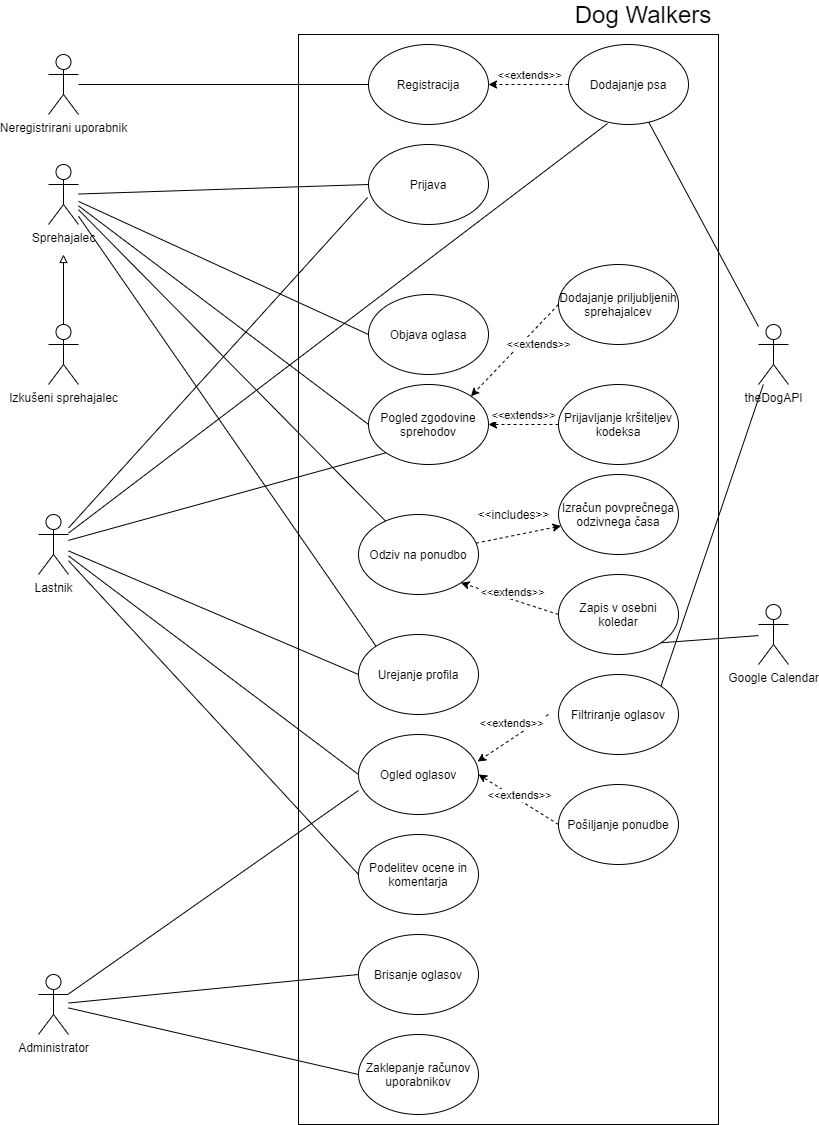 Dog Walkers
Registracija
<<extends>>
Dodajanje psa
Neregistrirani uporabnik
Prijava
Sprehajalec
Dodajanje priljubljenih
sprehajalcev
Objava oglasa
<<extends>>
Izkušeni sprehajalec
theDogAPI
Pogled zgodovine
sprehodov
<<extends>>
Prijavljanje kršiteljev
kodeksa
<<includes>>
Izračun povprečnega
odzivnega časa
Odziv na ponudbo
Lastnik
<<extends>>
Zapis v osebni
koledar
Urejanje profila
Google Calendar
<<extends>>
Filtriranje oglasov
Ogled oglasov
<<extends>>
Pošiljanje ponudbe
Podelitev ocene in
komentarja
Brisanje oglasov
Administrator
Zaklepanje računov
uporabnikov